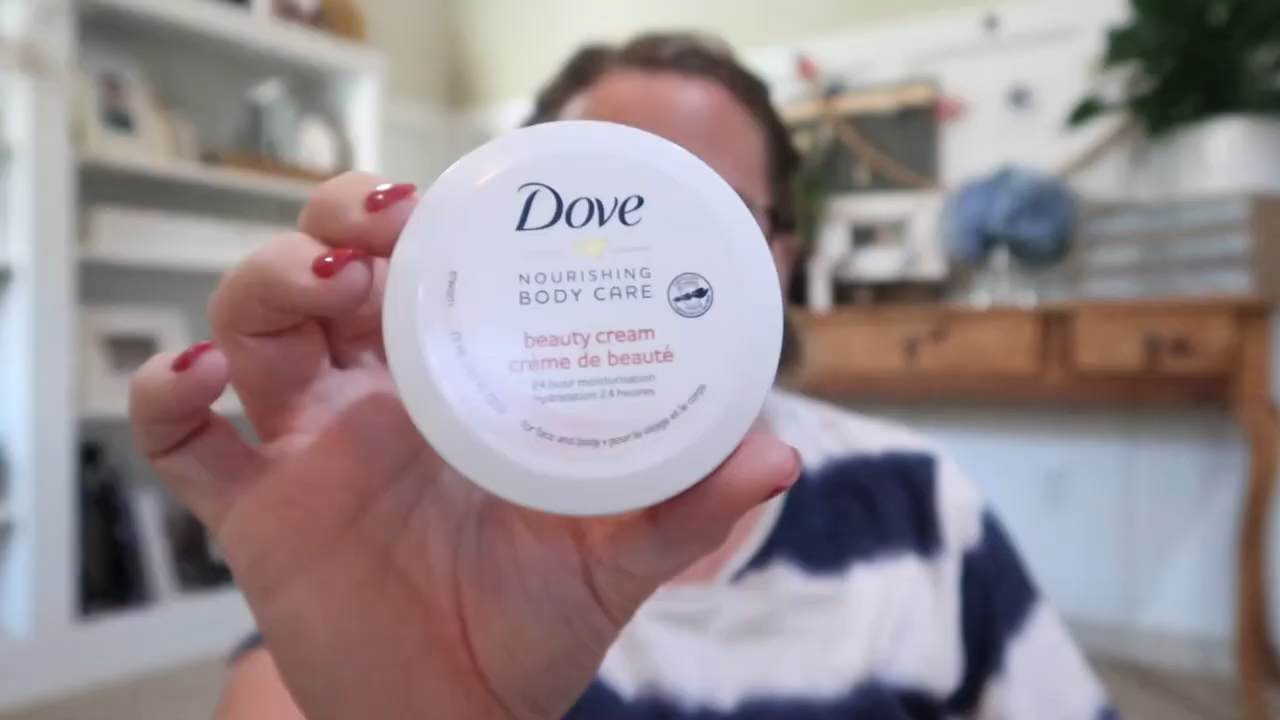 Dove
NOURISHING
BODY CARE
beauty cream
crème de beauté
24 hour moisturisation
hydratation 24 heures
for face and body • pour le visage et le corps